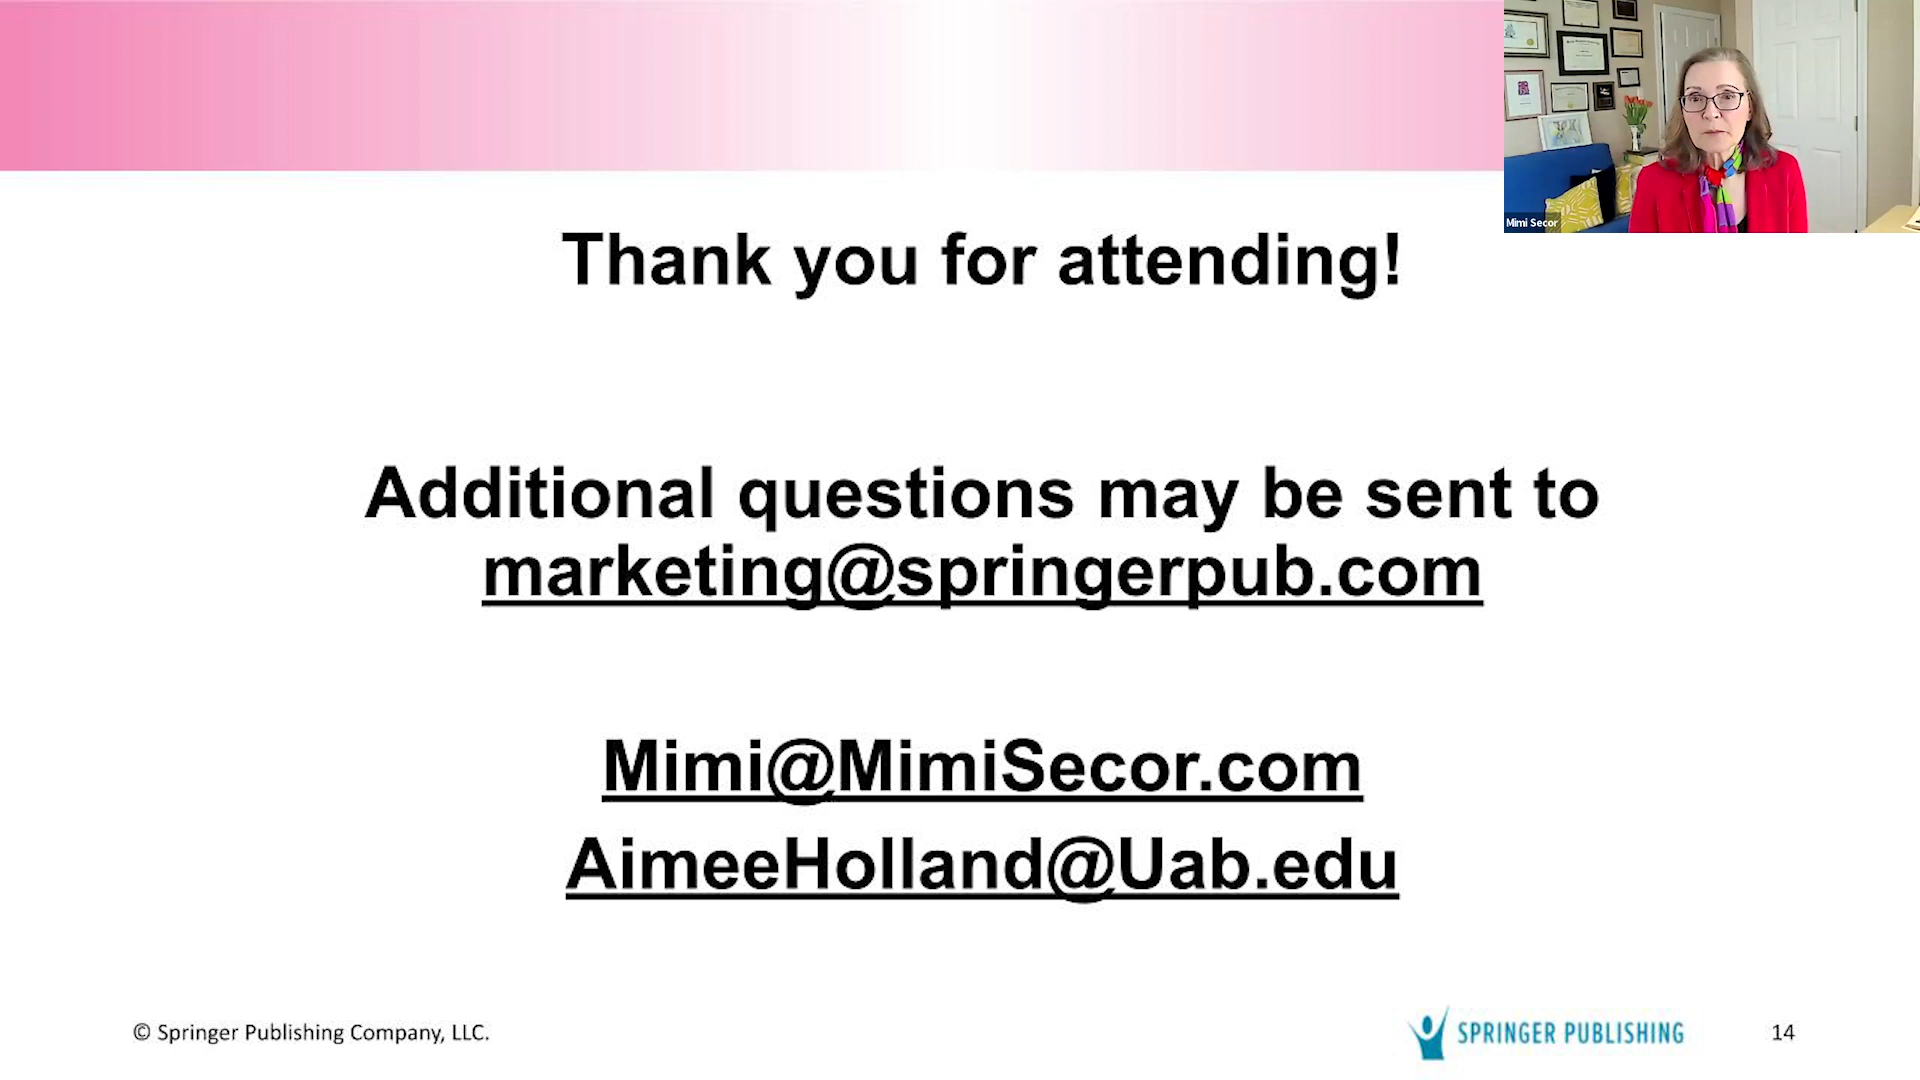 Mimi Secor
Thank you for attending!
Additional questions may be sent to
marketing@springerpub.com
Mimi@MimiSecor.com
AimeeHolland@Uab.edu
© Springer Publishing Company, LLC.
SPRINGER PUBLISHING
14